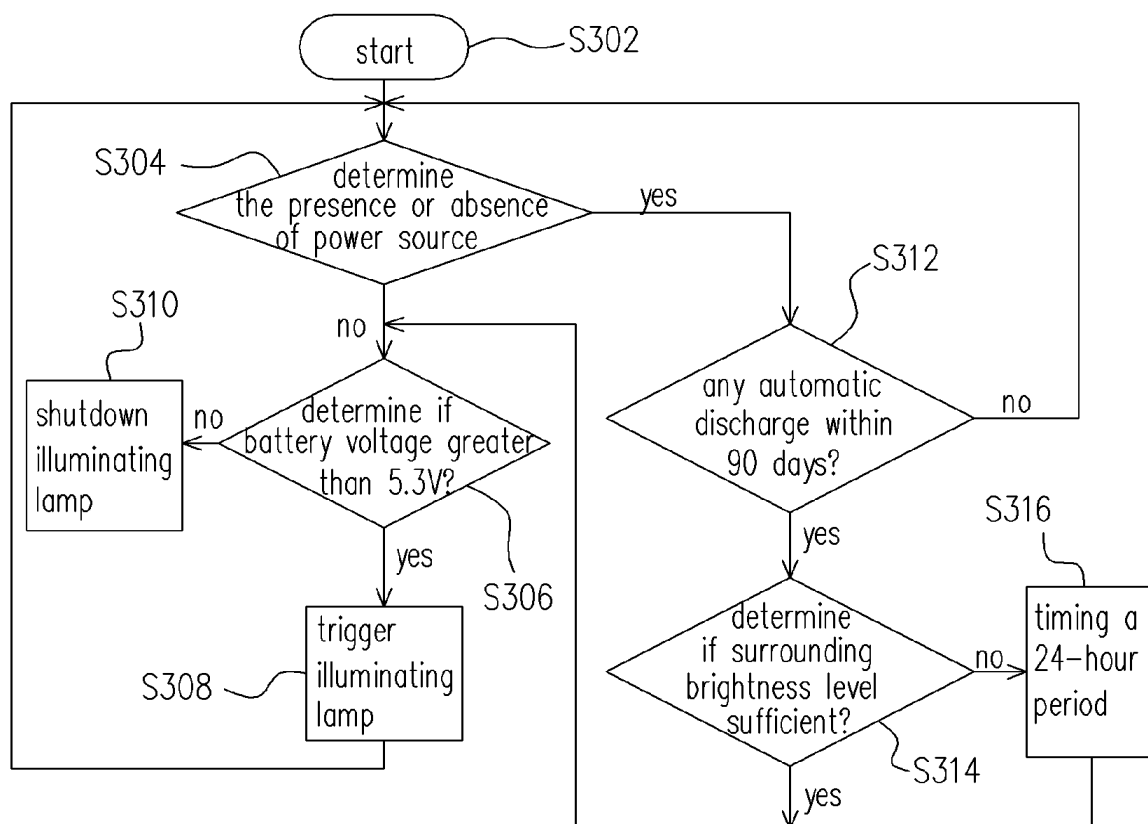 start
S302
S304
determine
the presence or absence
of power source
yes
no
S312
any automatic
discharge within
90 days?
no
yes
S310
shutdown
illuminating
lamp
no
determine if
battery voltage greater
than 5.3V?
yes
S306
trigger
illuminating
lamp
S308
determine
if surrounding
brightness level
sufficient?
no
S316
timing a
24-hour
period
S314
yes